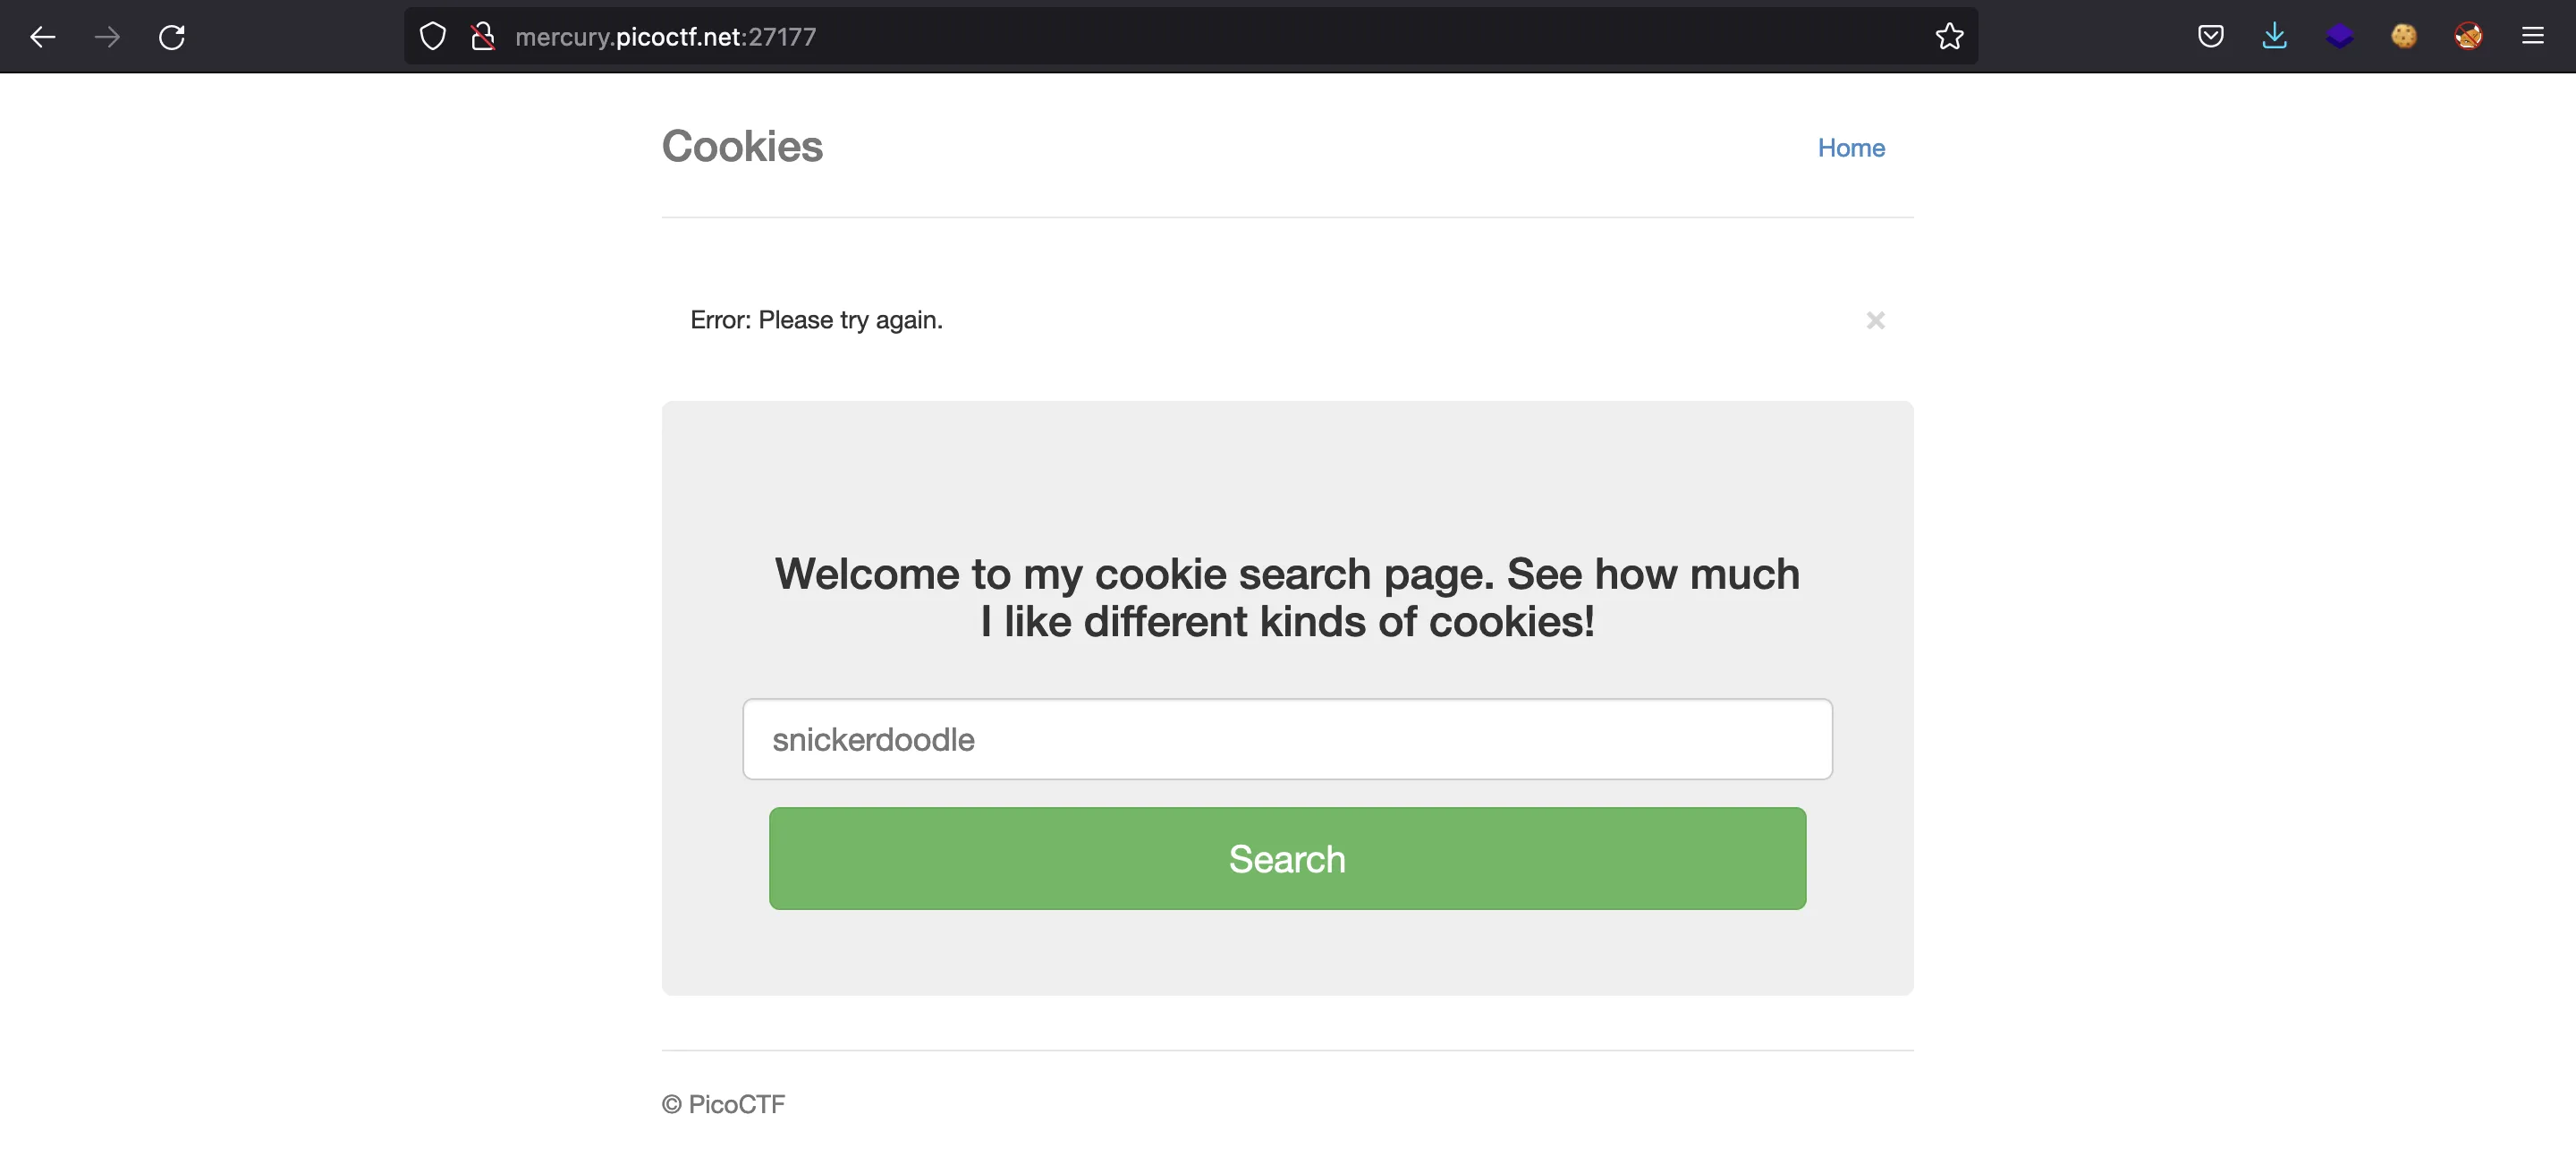 mercury.picoctf.net:27177
Cookies
Home
Error: Please try again.
×
Welcome to my cookie search page. See how much
I like different kinds of cookies!
snickerdoodle
Search
© PicoCTF